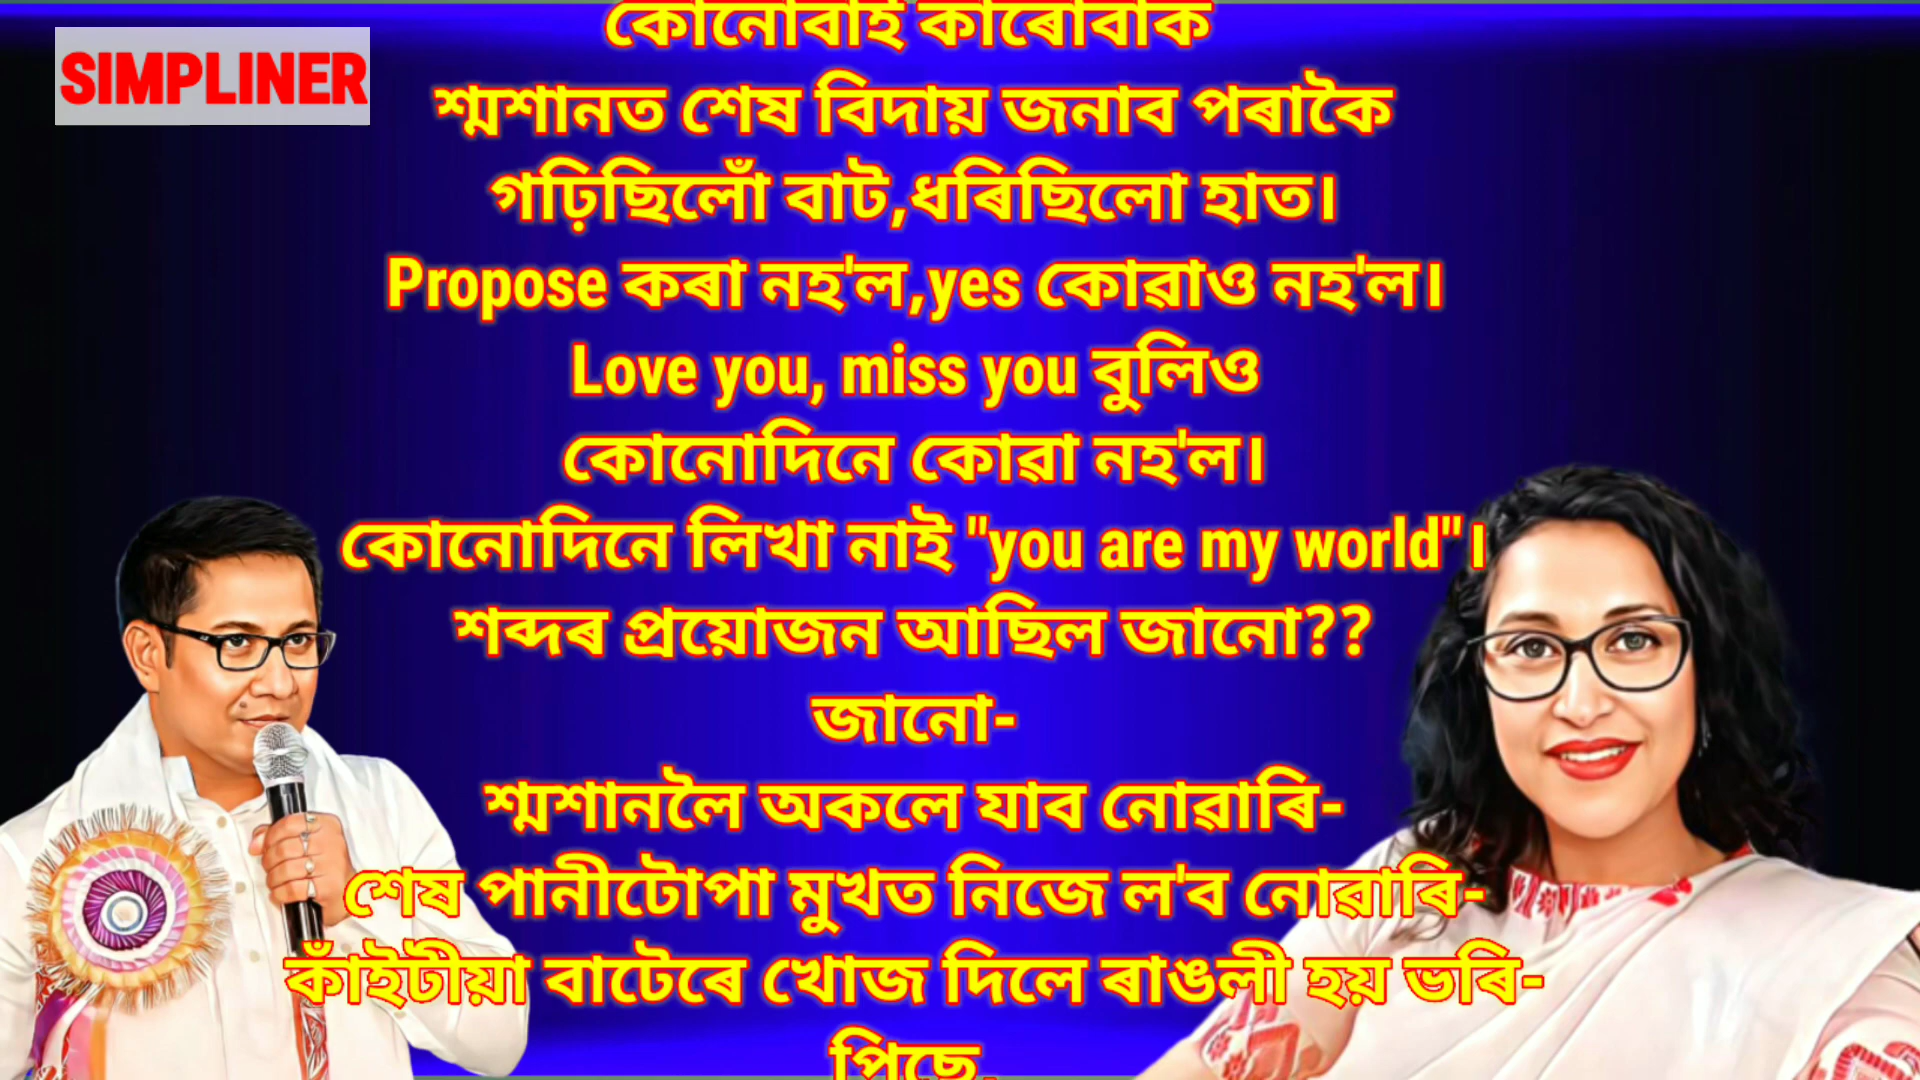 SIMPLINER
কোনোবাই কাৰোবাক
শ্মশানত শেষ বিদায় জনাব পৰাকৈ
গঢ়িছিলোঁ বাট,ধৰিছিলো হাত।
Propose কৰা নহ'ল,yes কোৱাও নহ'ল।
Love you, miss you বুলিও
কোনোদিনে কোৱা নহ'ল।
কোনোদিনে লিখা নাই "you are my world"।
শব্দৰ প্ৰয়োজন আছিল জানো??
জানো-
শ্মশানলৈ অকলে যাব নোৱাৰি-
শেষ পানীটোপা মুখত নিজে ল'ব নোৱাৰি-
কাঁইটীয়া বাটেৰে খোজ দিলে ৰাঙলী হয় ভৰি-
পিছে,